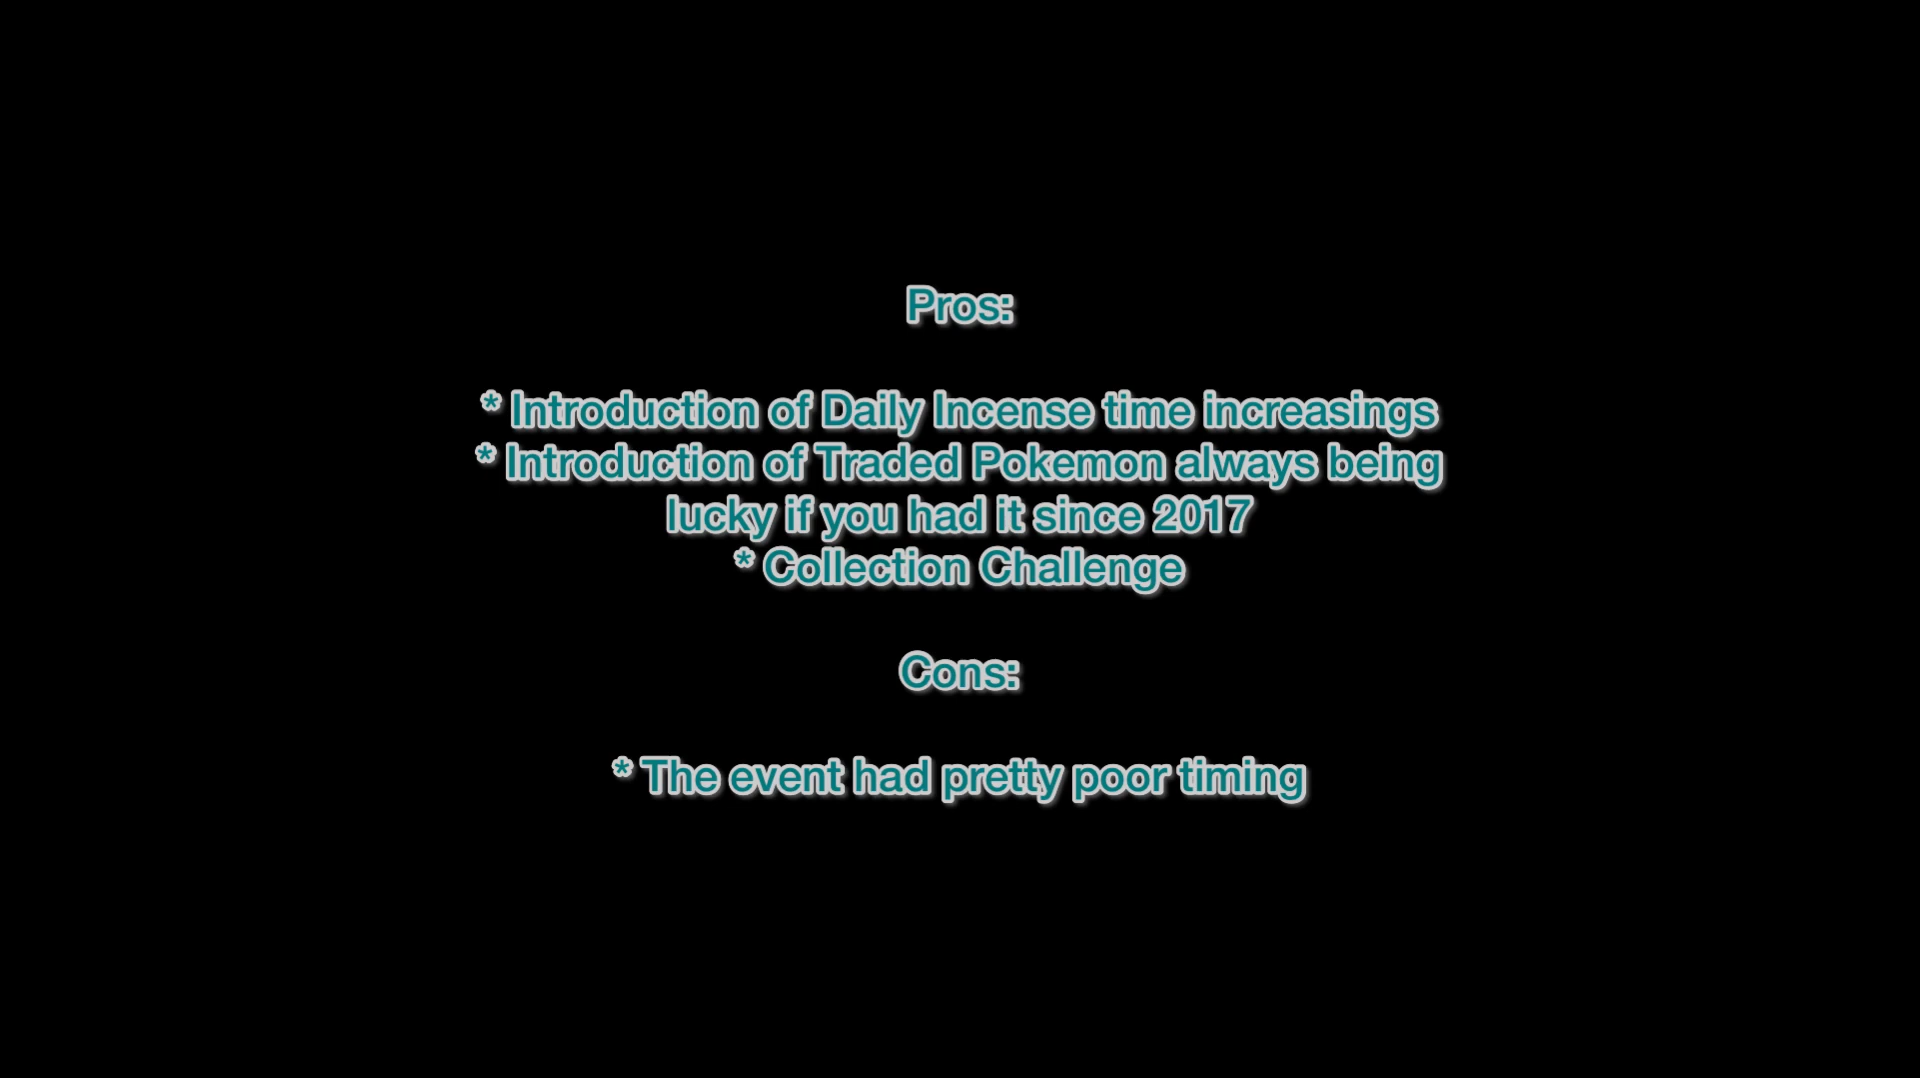 Pros:
* Introduction of Daily Incense time increasings
* Introduction of Traded Pokemon always being
lucky if you had it since 2017
* Collection Challenge
Cons:
* The event had pretty poor timing